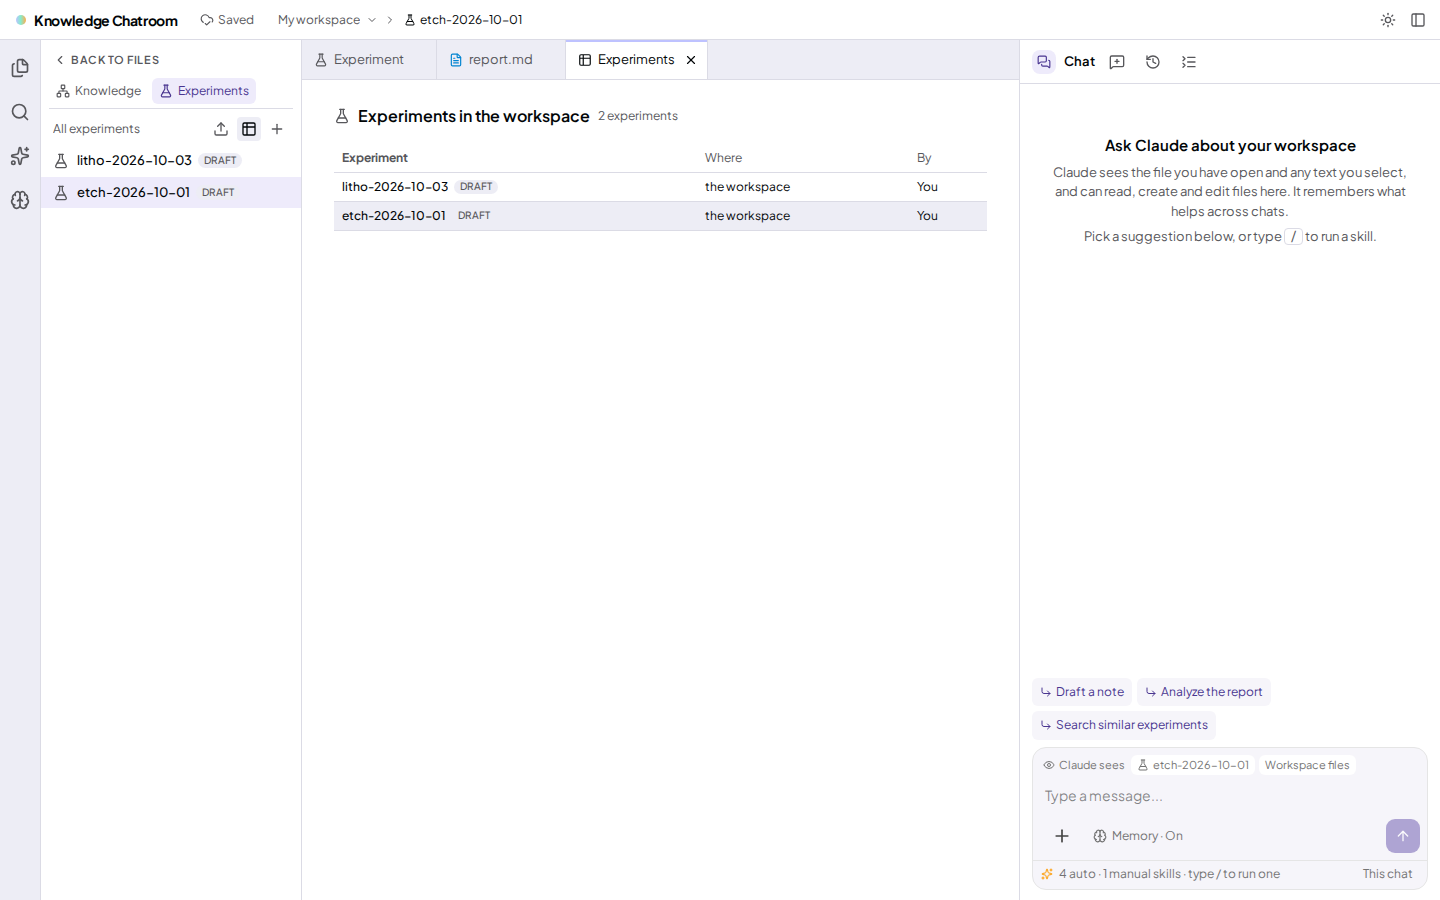 Knowledge Chatroom Saved My workspace etch-2026-10-01
BACK TO FILES
Knowledge Experiments
All experiments
litho-2026-10-03 DRAFT
etch-2026-10-01 DRAFT
Experiment report.md Experiments
Experiments in the workspace 2 experiments
Experiment Where By
litho-2026-10-03 DRAFT the workspace You
etch-2026-10-01 DRAFT the workspace You
Chat
Ask Claude about your workspace
Claude sees the file you have open and any text you select,
and can read, create and edit files here. It remembers what
helps across chats.
Pick a suggestion below, or type / to run a skill.
Draft a note Analyze the report
Search similar experiments
Claude sees etch-2026-10-01 Workspace files
Type a message...
Memory · On
4 auto · 1 manual skills · type / to run one This chat